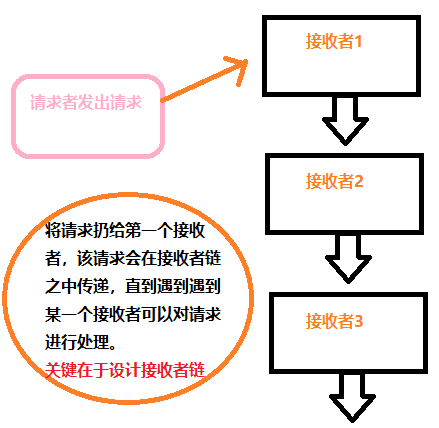 接收者1
请求者发出请求
接收者2
将请求扔给第一个接收
者，该请求会在接收者链
之中传递，直到遇到遇到
某一个接收者可以对请求
进行处理。
关键在于设计接收者链
接收者3